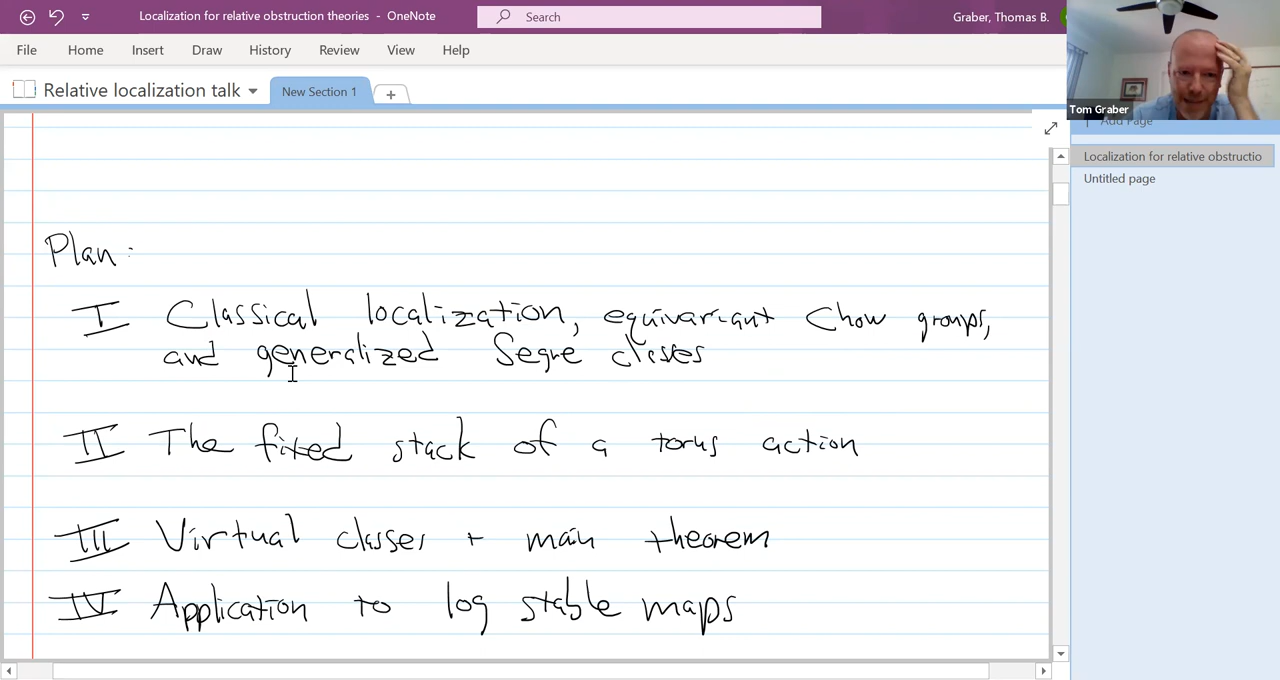 Localization for relative obstruction theories - OneNote
Search
Graber, Thomas B.
File Home Insert Draw History Review View Help
Relative localization talk
New Section 1
Tom Graber
Add Page
Localization for relative obstructio
Untitled page
Plan:
I Classical localization, equivariant Chow groups,
and generalized Segre classes
II The fixed stack of a torus action
III Virtual classes + main theorem
IV Application to log stable maps